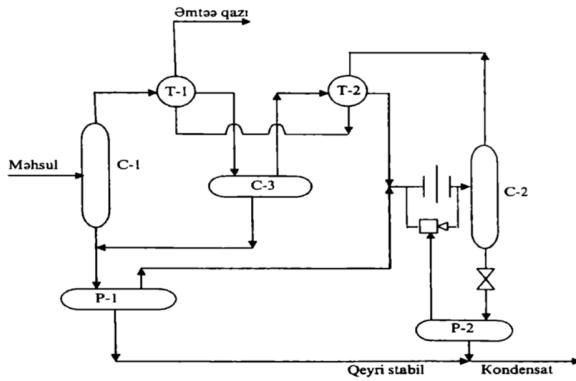 Əmtəə qazı
T-1
T-2
Məhsul
C-1
C-3
C-2
P-1
P-2
Qeyri stabil
Kondensat